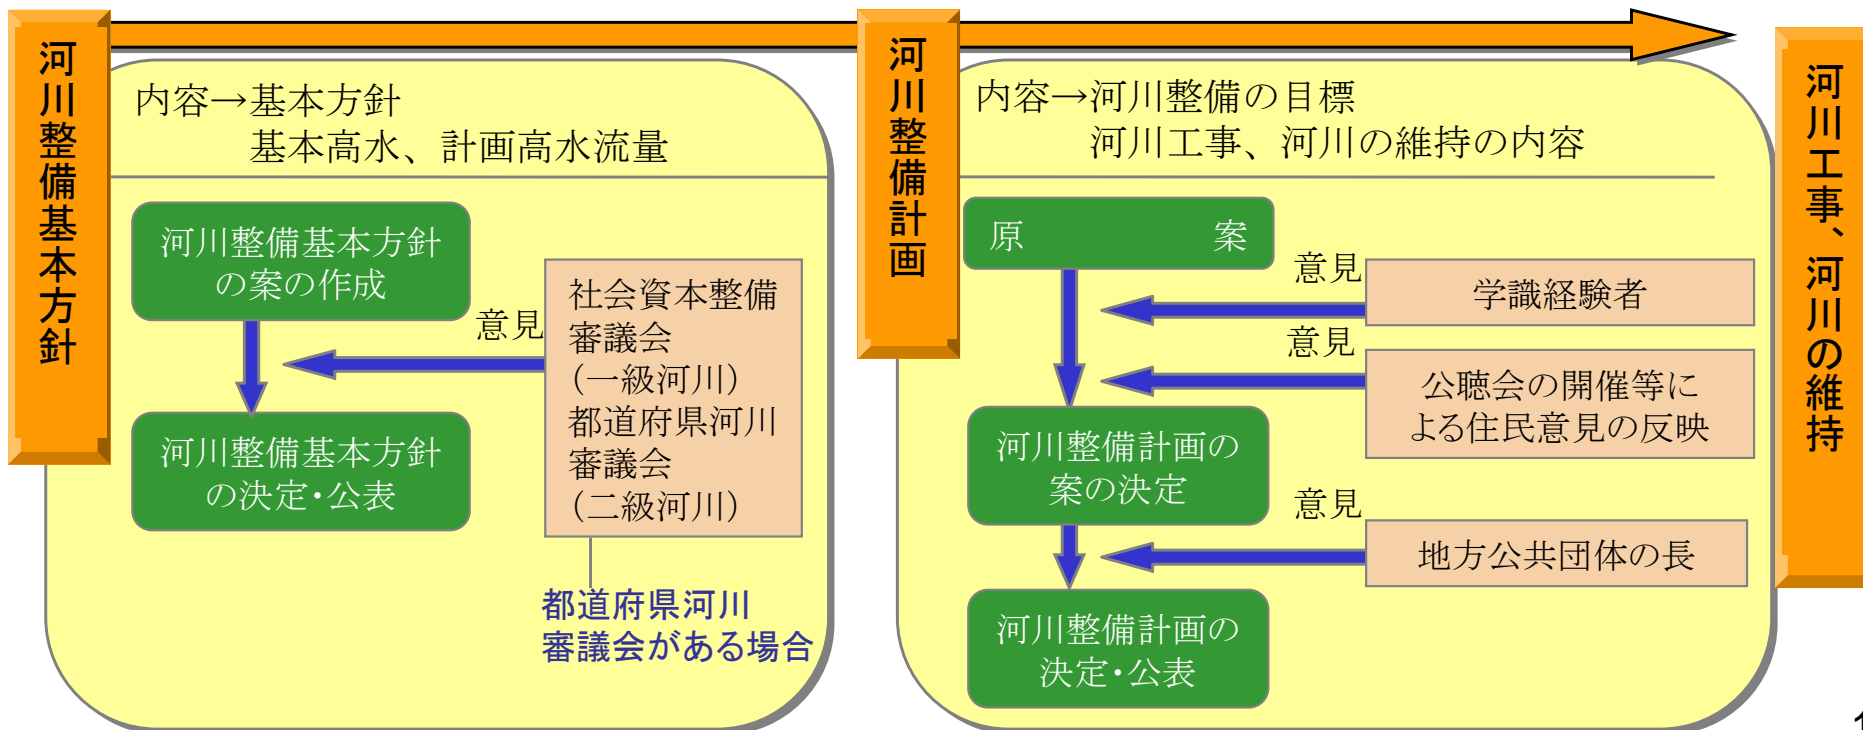 河川整備基本方針
内容→基本方針
基本高水、計画高水流量
河川整備基本方針
の案の作成
意見
社会資本整備
審議会
(一級河川)
都道府県河川
審議会
(二級河川)
河川整備基本方針
の決定・公表
都道府県河川
審議会がある場合
河川整備計画
内容→河川整備の目標
河川工事、河川の維持の内容
原案
意見
学識経験者
意見
公聴会の開催等に
よる住民意見の反映
河川整備計画の
案の決定
意見
地方公共団体の長
河川整備計画の
決定・公表
河川工事、河川の維持